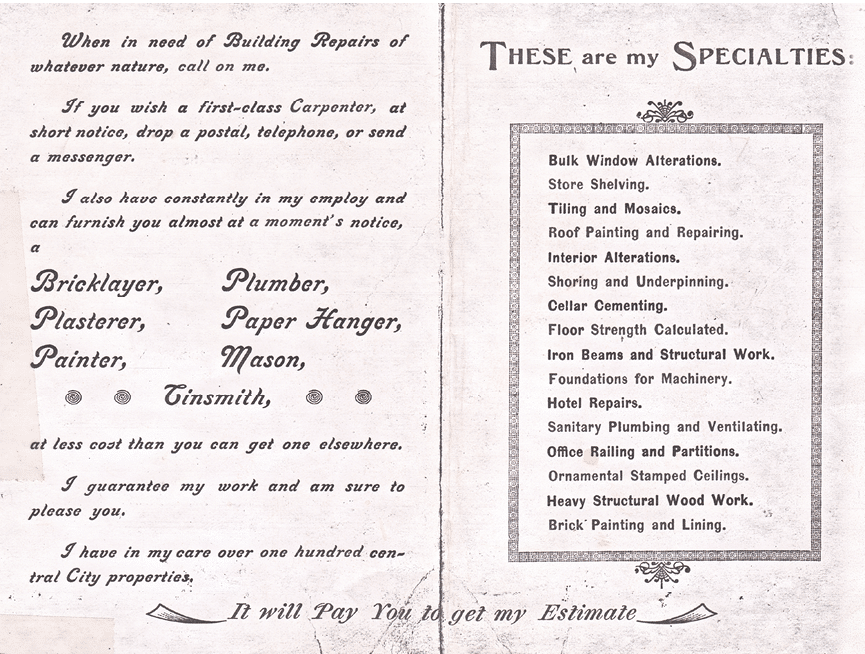 When in need of Building Repairs of
whatever nature, call on me.
If you wish a first-class Carpenter, at
short notice, drop a postal, telephone, or send
a messenger.
I also have constantly in my employ and
can furnish you almost at a moment's notice,
a
Bricklayer, Plumber,
Plasterer, Paper Hanger,
Painter, Mason,
Tinsmith,
at less cost than you can get one elsewhere.
I guarantee my work and am sure to
please you.
I have in my care over one hundred cen-
tral City properties.
THESE are my SPECIALTIES:
Bulk Window Alterations.
Store Shelving.
Tiling and Mosaics.
Roof Painting and Repairing.
Interior Alterations.
Shoring and Underpinning.
Cellar Cementing.
Floor Strength Calculated.
Iron Beams and Structural Work.
Foundations for Machinery.
Hotel Repairs.
Sanitary Plumbing and Ventilating.
Office Railing and Partitions.
Ornamental Stamped Ceilings.
Heavy Structural Wood Work.
Brick Painting and Lining.
It will Pay You to get my Estimate